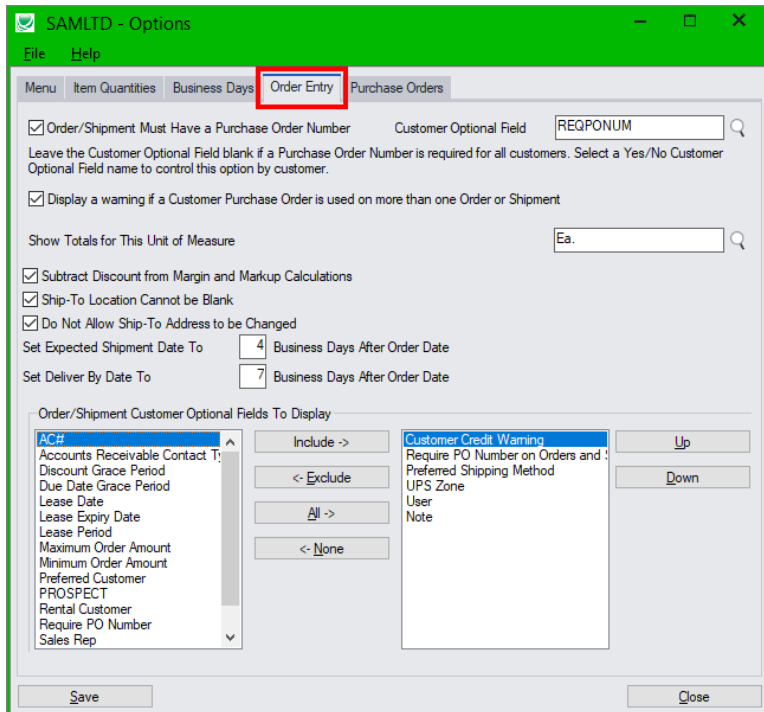 SAMLTD - Options
File Help
Menu Item Quantities Business Days Order Entry Purchase Orders
Order/Shipment Must Have a Purchase Order Number Customer Optional Field REQPONUM
Leave the Customer Optional Field blank if a Purchase Order Number is required for all customers. Select a Yes/No Customer
Optional Field name to control this option by customer.
Display a warning if a Customer Purchase Order is used on more than one Order or Shipment
Show Totals for This Unit of Measure Ea.
Subtract Discount from Margin and Markup Calculations
Ship-To Location Cannot be Blank
Do Not Allow Ship-To Address to be Changed
Set Expected Shipment Date To 4 Business Days After Order Date
Set Deliver By Date To 7 Business Days After Order Date
Order/Shipment Customer Optional Fields To Display
AC#
Accounts Receivable Contact Ty
Discount Grace Period
Due Date Grace Period
Lease Date
Lease Expiry Date
Lease Period
Maximum Order Amount
Minimum Order Amount
Preferred Customer
PROSPECT
Rental Customer
Require PO Number
Sales Rep
Include ->
<- Exclude
All ->
<- None
Customer Credit Warning
Require PO Number on Orders and S
Preferred Shipping Method
UPS Zone
User
Note
Up
Down
Save Close